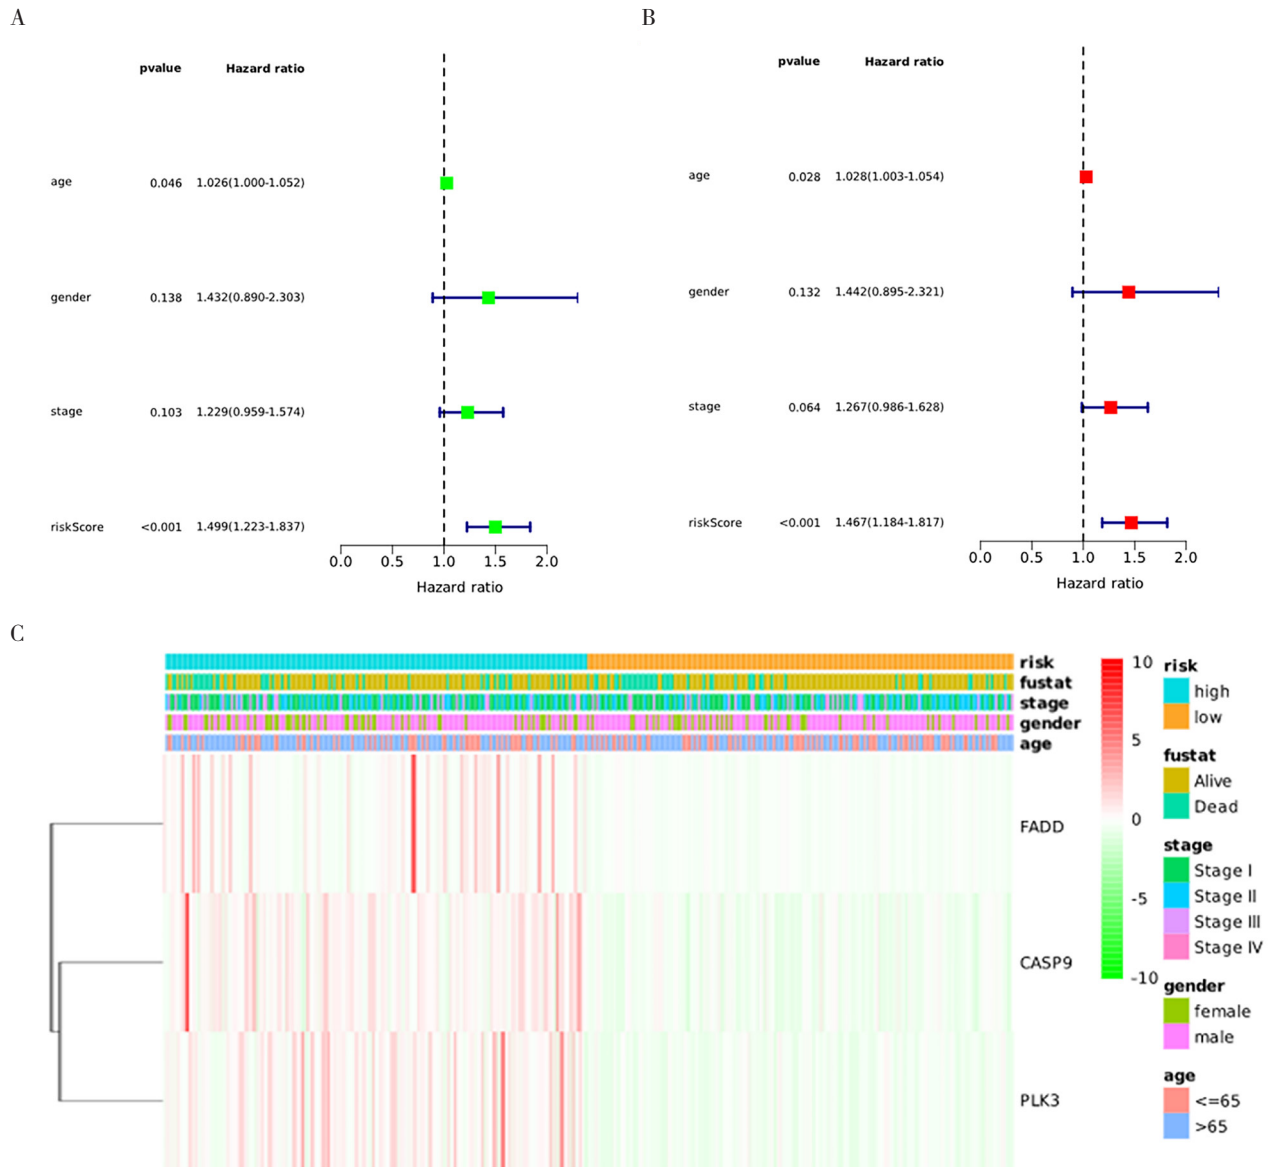 A
pvalue Hazard ratio
age 0.046 1.026(1.000-1.052)
gender 0.138 1.432(0.890-2.303)
stage 0.103 1.229(0.959-1.574)
riskScore <0.001 1.499(1.223-1.837)
0.0 0.5 1.0 1.5 2.0
Hazard ratio
B
pvalue Hazard ratio
age 0.028 1.028(1.003-1.054)
gender 0.132 1.442(0.895-2.321)
stage 0.064 1.267(0.986-1.628)
riskScore <0.001 1.467(1.184-1.817)
0.0 0.5 1.0 1.5 2.0
Hazard ratio
C
risk
fustat
stage
gender
age
FADD
CASP9
PLK3
10
5
0
-5
-10
risk
high
low
fustat
Alive
Dead
stage
Stage I
Stage II
Stage III
Stage IV
gender
female
male
age
<=65
>65